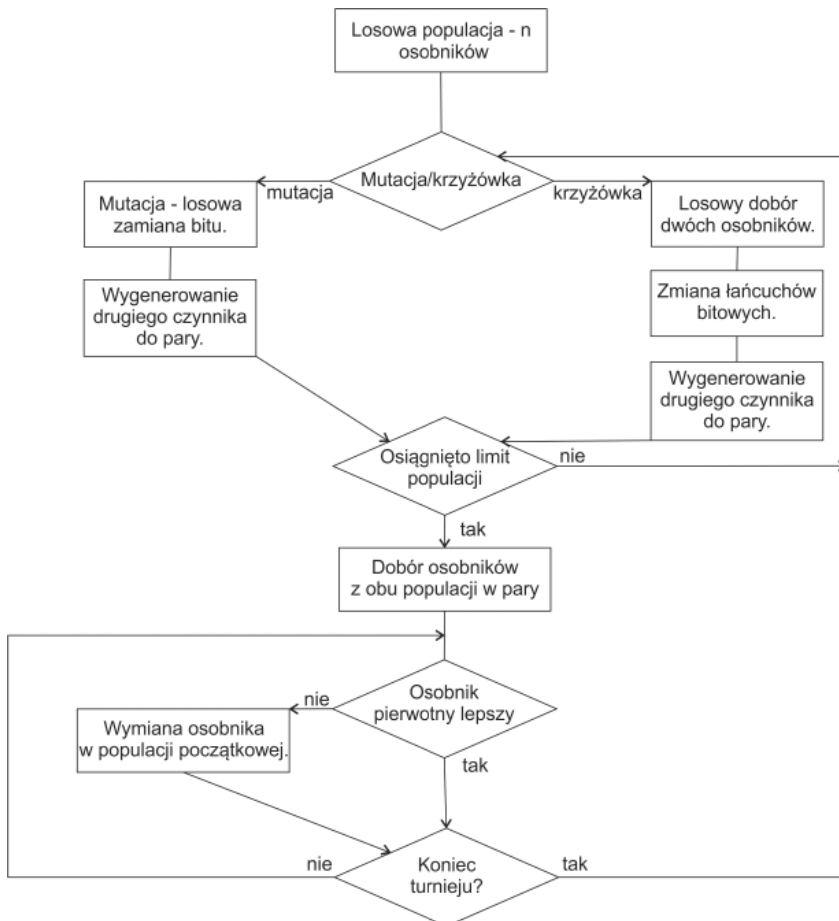 Losowa populacja - n
osobników
Mutacja/krzyżówka
mutacja
krzyżówka
Mutacja - losowa
zamiana bitu.
Losowy dobór
dwóch osobników.
Wygenerowanie
drugiego czynnika
do pary.
Zmiana łańcuchów
bitowych.
Wygenerowanie
drugiego czynnika
do pary.
Osiągnięto limit
populacji
nie
tak
Dobór osobników
z obu populacji w pary
Osobnik
pierwotny lepszy
nie
Wymiana osobnika
w populacji początkowej.
tak
Koniec
turnieju?
nie
tak